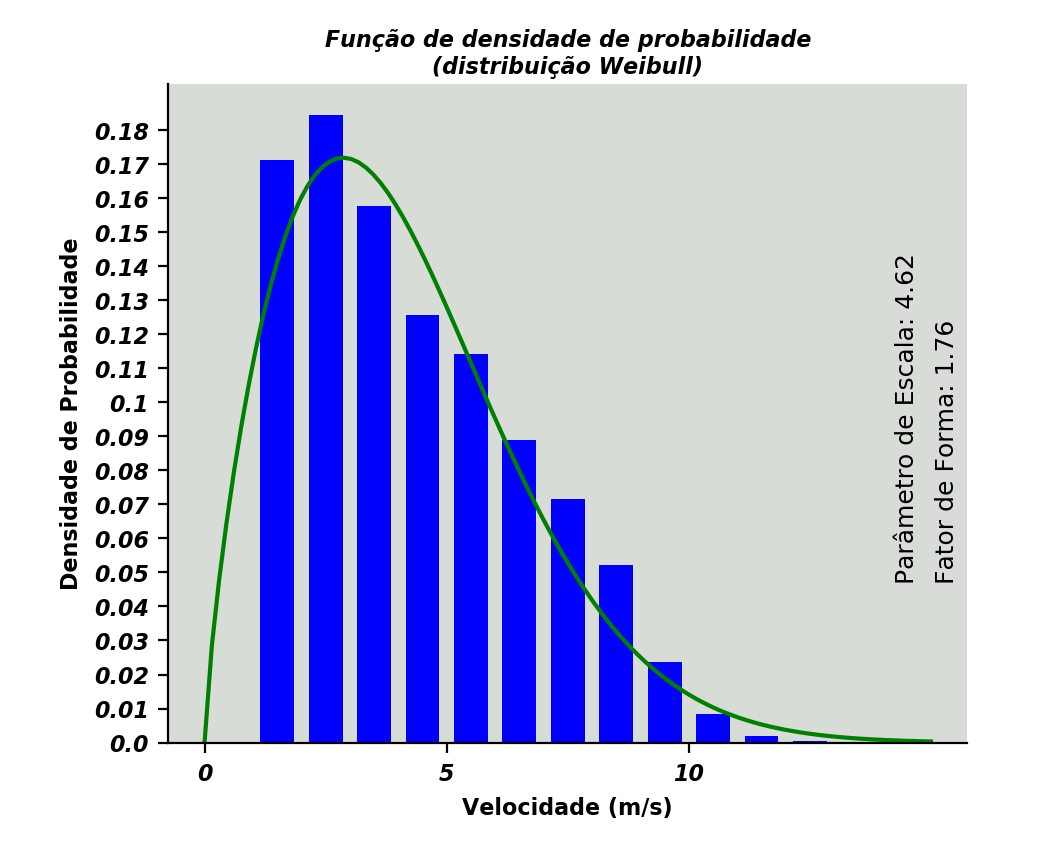 Função de densidade de probabilidade
(distribuição Weibull)
Densidade de Probabilidade
0.18
0.17
0.16
0.15
0.14
0.13
0.12
0.11
0.1
0.09
0.08
0.07
0.06
0.05
0.04
0.03
0.02
0.01
0.0
Parâmetro de Escala: 4.62
Fator de Forma: 1.76
0 5 10
Velocidade (m/s)